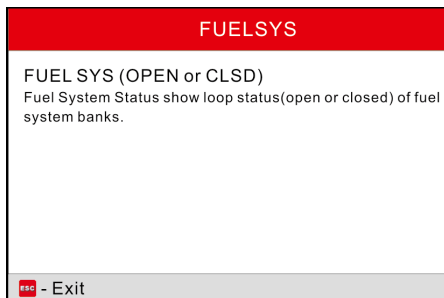 FUELSYS
FUEL SYS (OPEN or CLSD)
Fuel System Status show loop status(open or closed) of fuel
system banks.
ESC - Exit